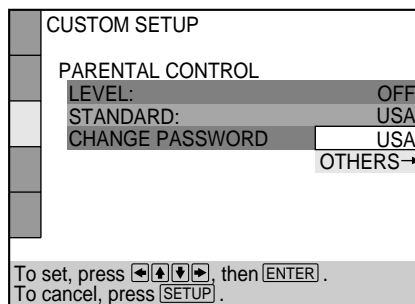 CUSTOM SETUP
PARENTAL CONTROL
LEVEL: OFF
STANDARD: USA
CHANGE PASSWORD USA
OTHERS→
To set, press ←↑↓→, then ENTER.
To cancel, press SETUP.